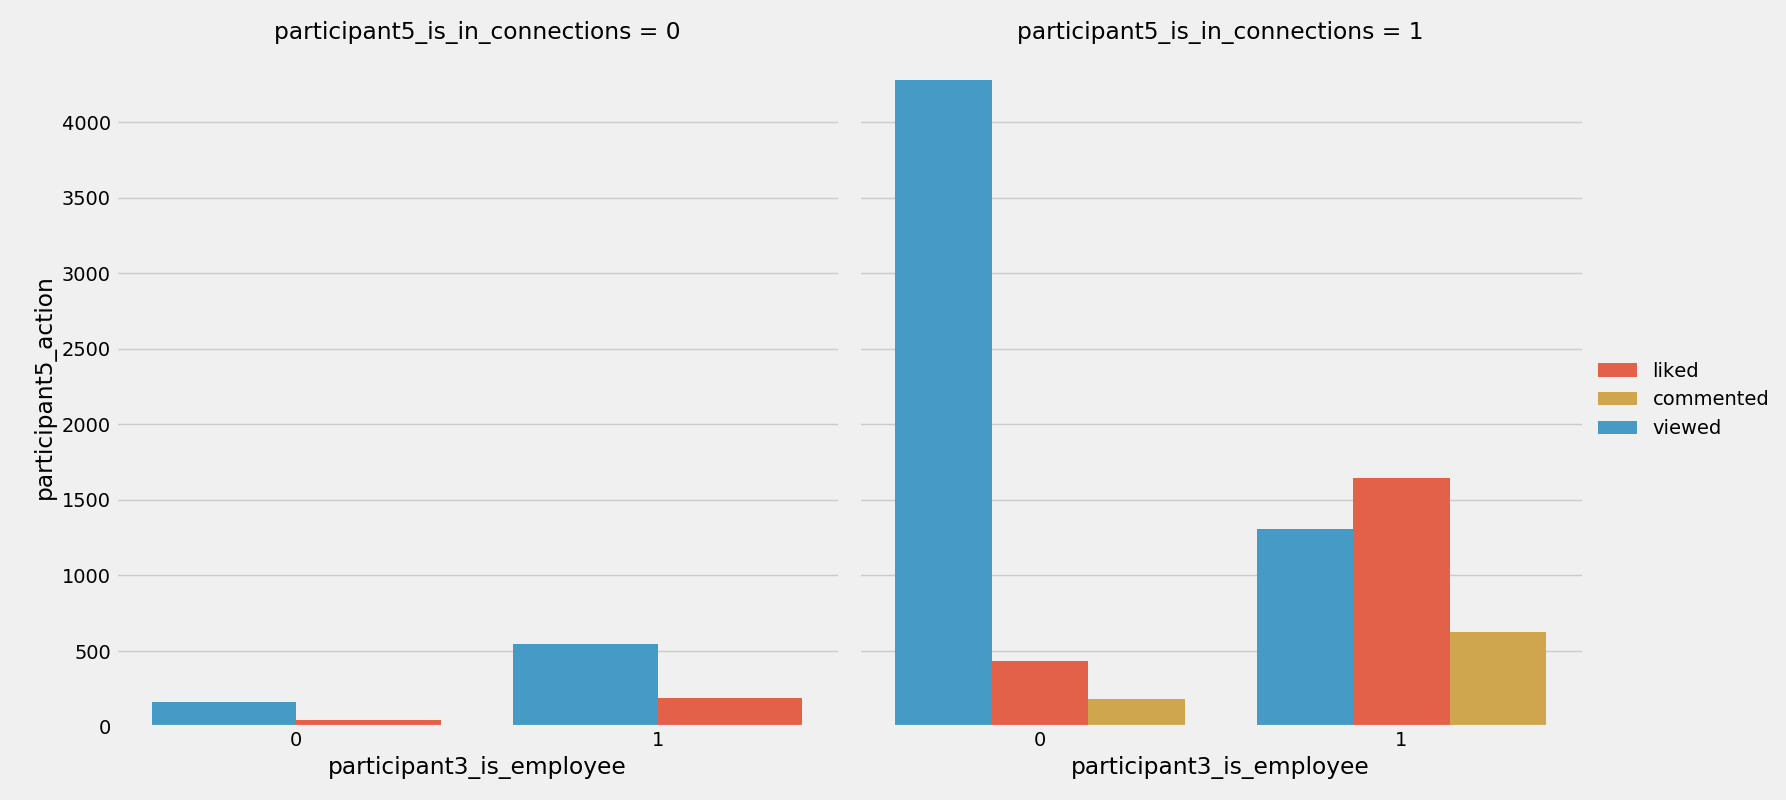 participant5_is_in_connections = 0
participant5_is_in_connections = 1
participant5_action
4000
3500
3000
2500
2000
1500
1000
500
0
0
1
0
1
participant3_is_employee
participant3_is_employee
liked
commented
viewed